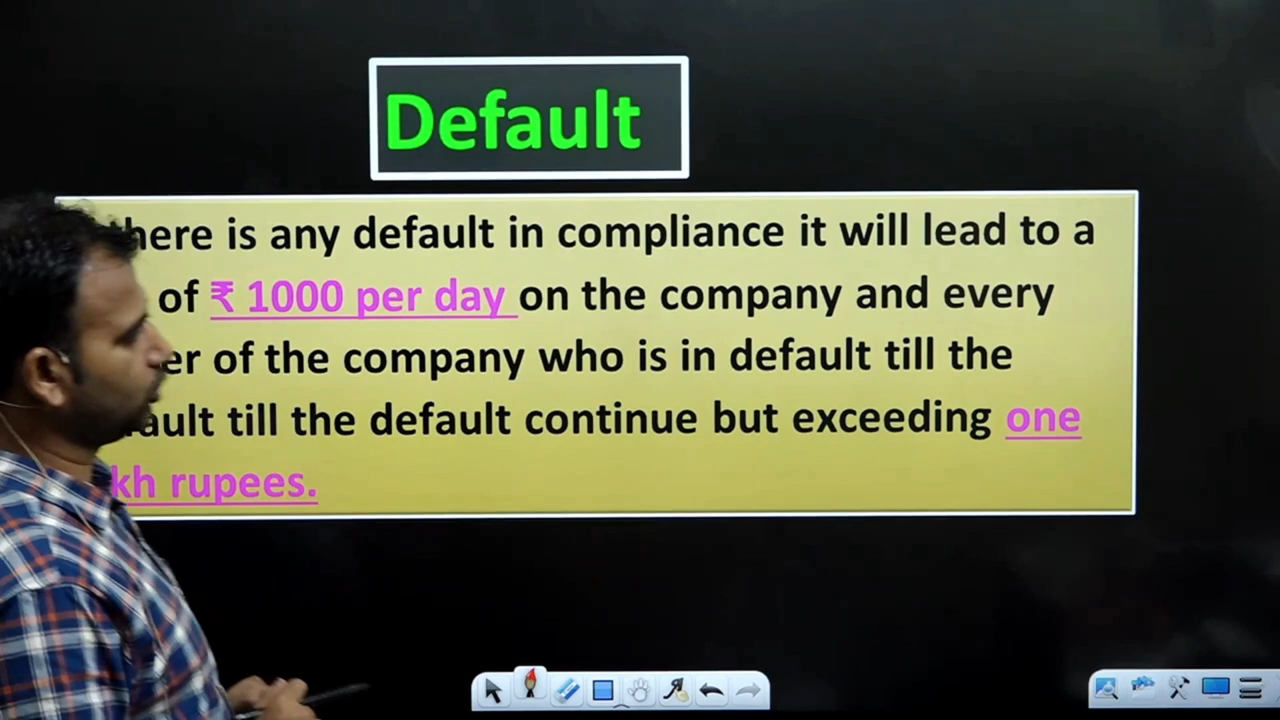 Default
there is any default in compliance it will lead to a
of ₹ 1000 per day on the company and every
er of the company who is in default till the
ault till the default continue but exceeding one
kh rupees.